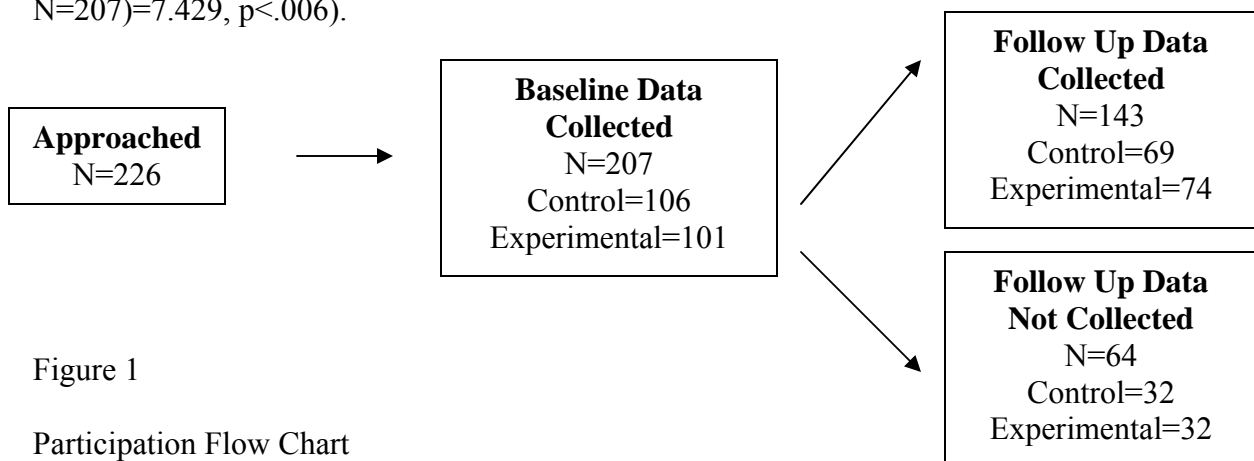 N=207)=7.429, p<.006).
Approached
N=226
Baseline Data
Collected
N=207
Control=106
Experimental=101
Follow Up Data
Collected
N=143
Control=69
Experimental=74
Follow Up Data
Not Collected
N=64
Control=32
Experimental=32
Figure 1
Participation Flow Chart